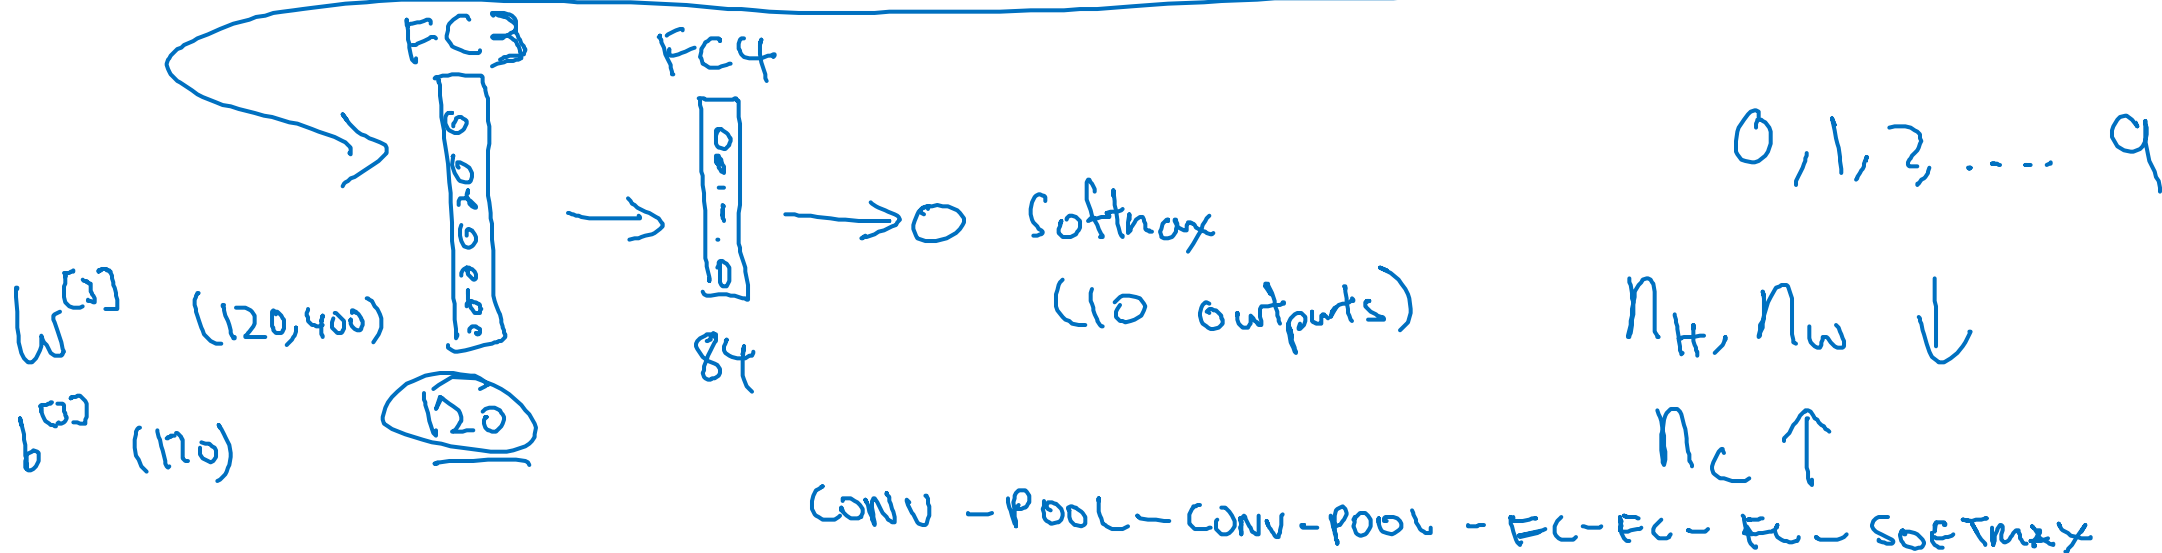 FC3
FC4
0, 1, 2, .... 9
Softmax
(10 outputs)
W[3] (120,400)
n_H, n_W ↓
84
b[3] (120)
120
n_C ↑
CONV - POOL - CONV - POOL - FC - FC - FC - SOFTMAX